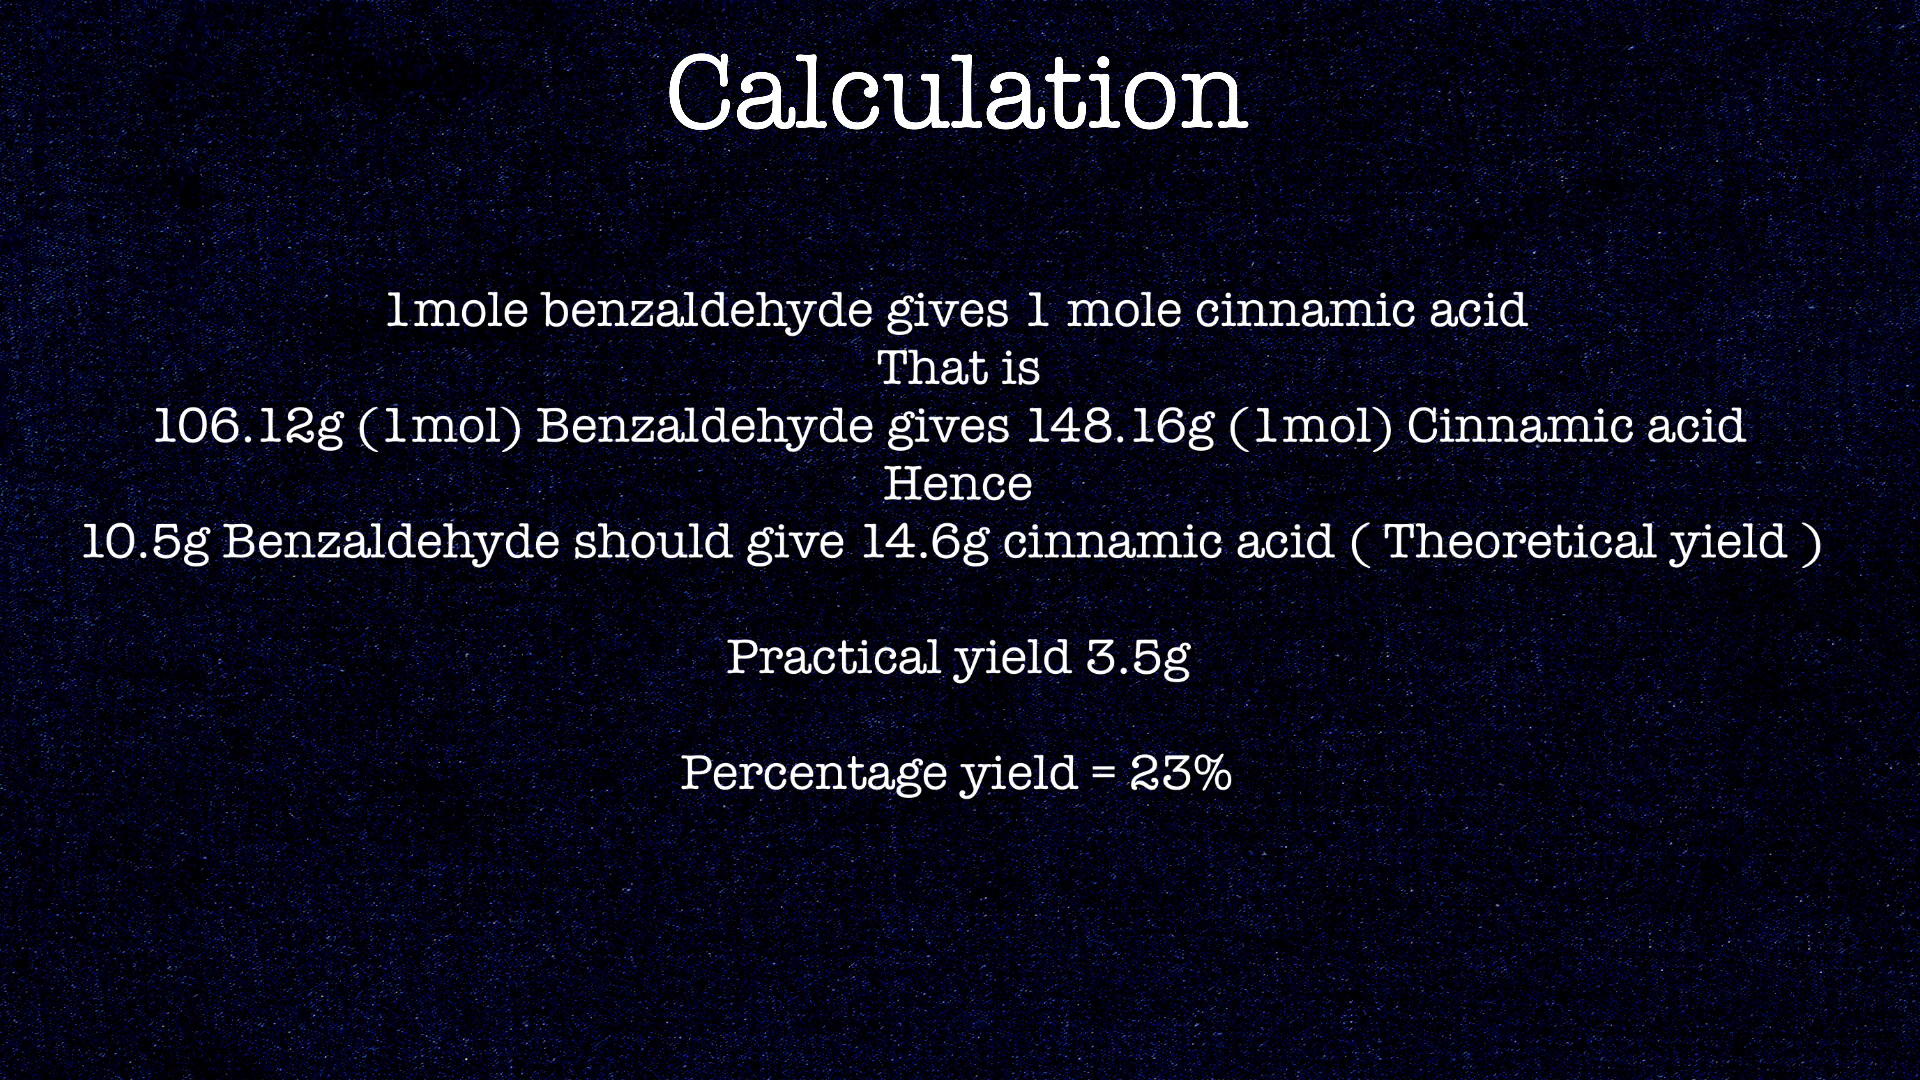 Calculation
1mole benzaldehyde gives 1 mole cinnamic acid
That is
106.12g (1mol) Benzaldehyde gives 148.16g (1mol) Cinnamic acid
Hence
10.5g Benzaldehyde should give 14.6g cinnamic acid ( Theoretical yield )
Practical yield 3.5g
Percentage yield = 23%